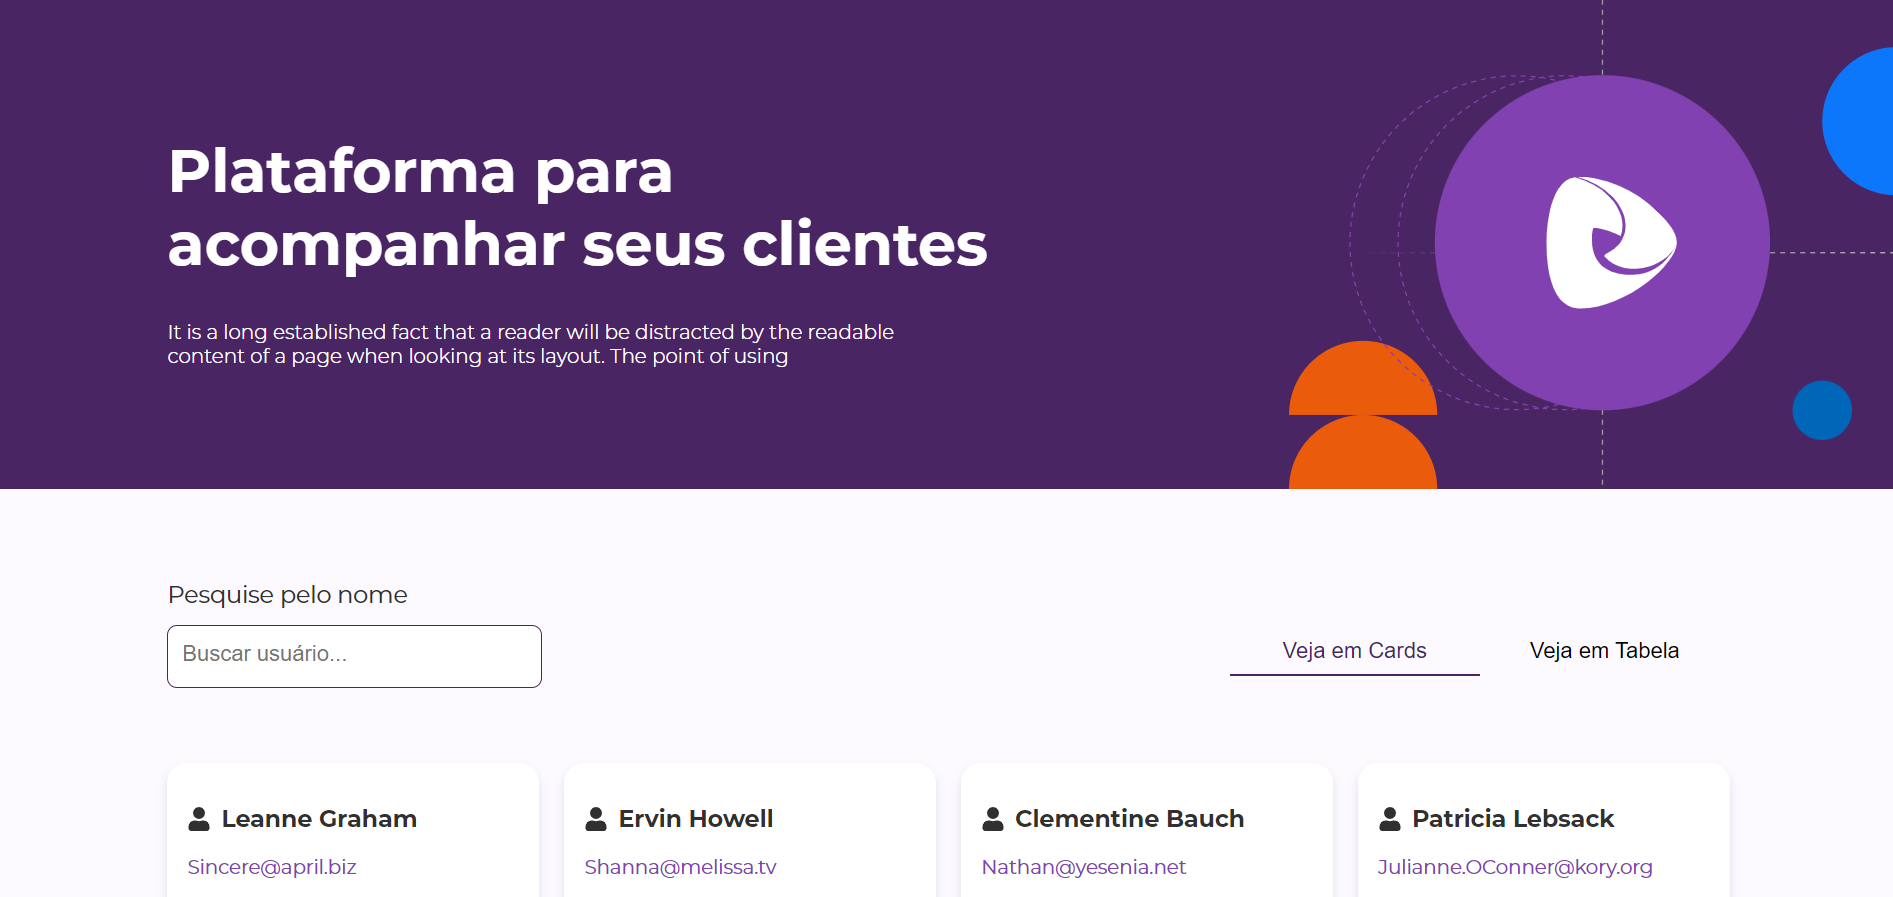 Plataforma para
acompanhar seus clientes
It is a long established fact that a reader will be distracted by the readable
content of a page when looking at its layout. The point of using
Pesquise pelo nome
Buscar usuário...
Veja em Cards
Veja em Tabela
Leanne Graham
Sincere@april.biz
Ervin Howell
Shanna@melissa.tv
Clementine Bauch
Nathan@yesenia.net
Patricia Lebsack
Julianne.OConner@kory.org